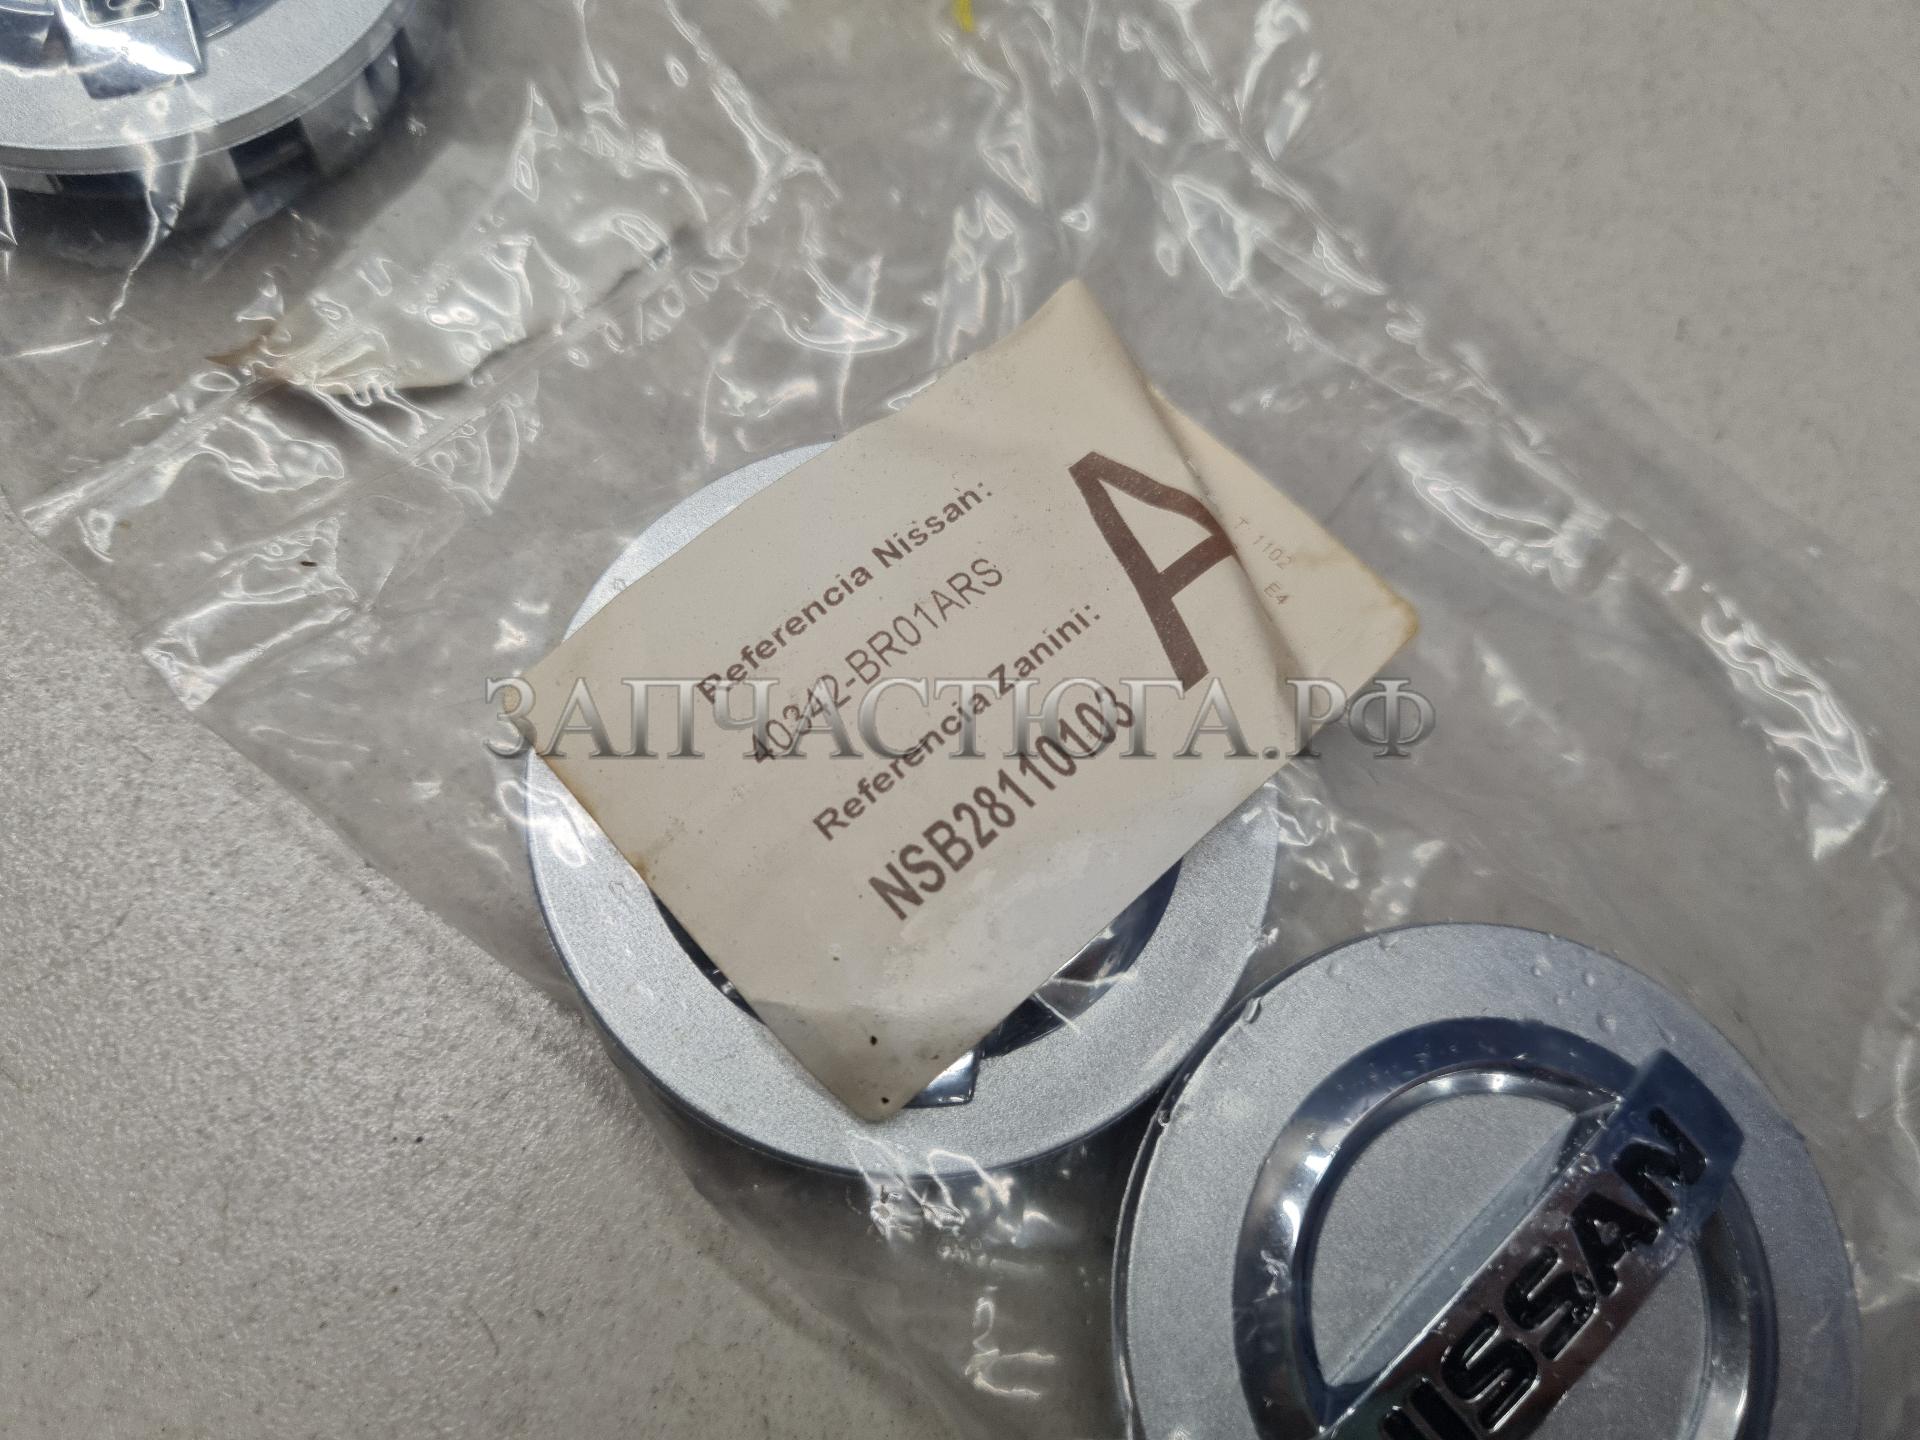 Referencia Nissan:
40342-BR01ARS
Referencia Zanini:
NSB28110103
A
T 1102
E4
ЗАПЧАСТЮГА.РФ
NISSAN